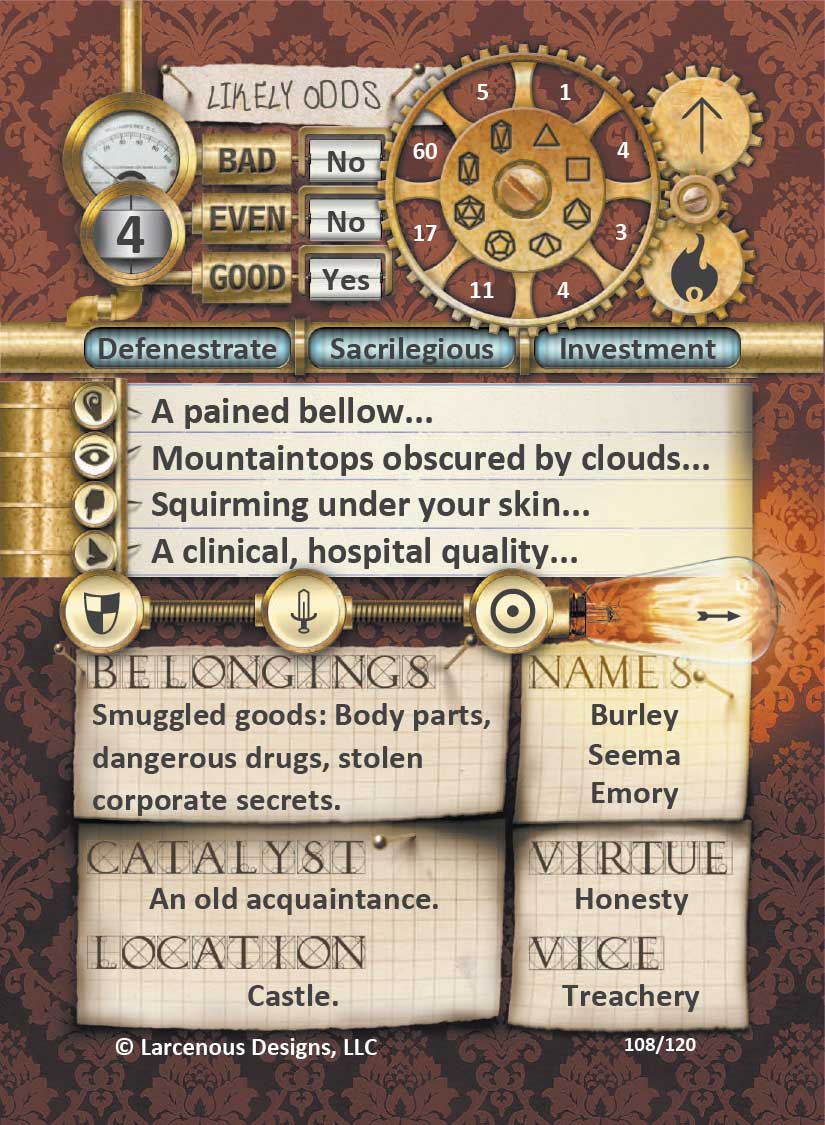 LIKELY ODDS
BAD No
EVEN No
GOOD Yes
4
5 1
60 4
17 3
11 4
Defenestrate Sacrilegious Investment
A pained bellow...
Mountaintops obscured by clouds...
Squirming under your skin...
A clinical, hospital quality...
BELONGINGS
Smuggled goods: Body parts,
dangerous drugs, stolen
corporate secrets.
NAMES
Burley
Seema
Emory
CATALYST
An old acquaintance.
LOCATION
Castle.
VIRTUE
Honesty
VICE
Treachery
© Larcenous Designs, LLC
108/120